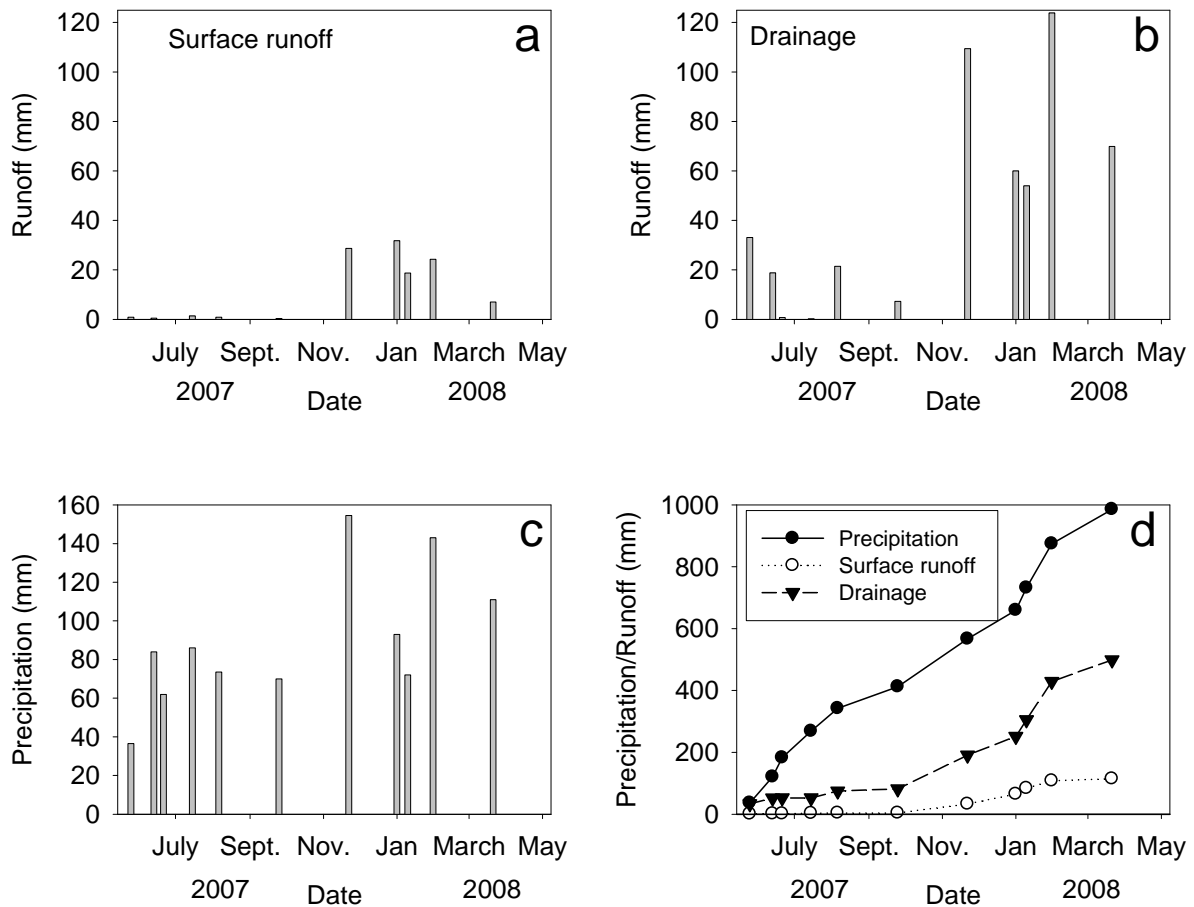 Surface runoff
a
Runoff (mm)
120
100
80
60
40
20
0
July Sept. Nov. Jan March May
2007 Date 2008
Drainage
b
Runoff (mm)
120
100
80
60
40
20
0
July Sept. Nov. Jan March May
2007 Date 2008
c
Precipitation (mm)
160
140
120
100
80
60
40
20
0
July Sept. Nov. Jan March May
2007 Date 2008
d
Precipitation/Runoff (mm)
1000
800
600
400
200
0
Precipitation
Surface runoff
Drainage
July Sept. Nov. Jan March May
2007 Date 2008